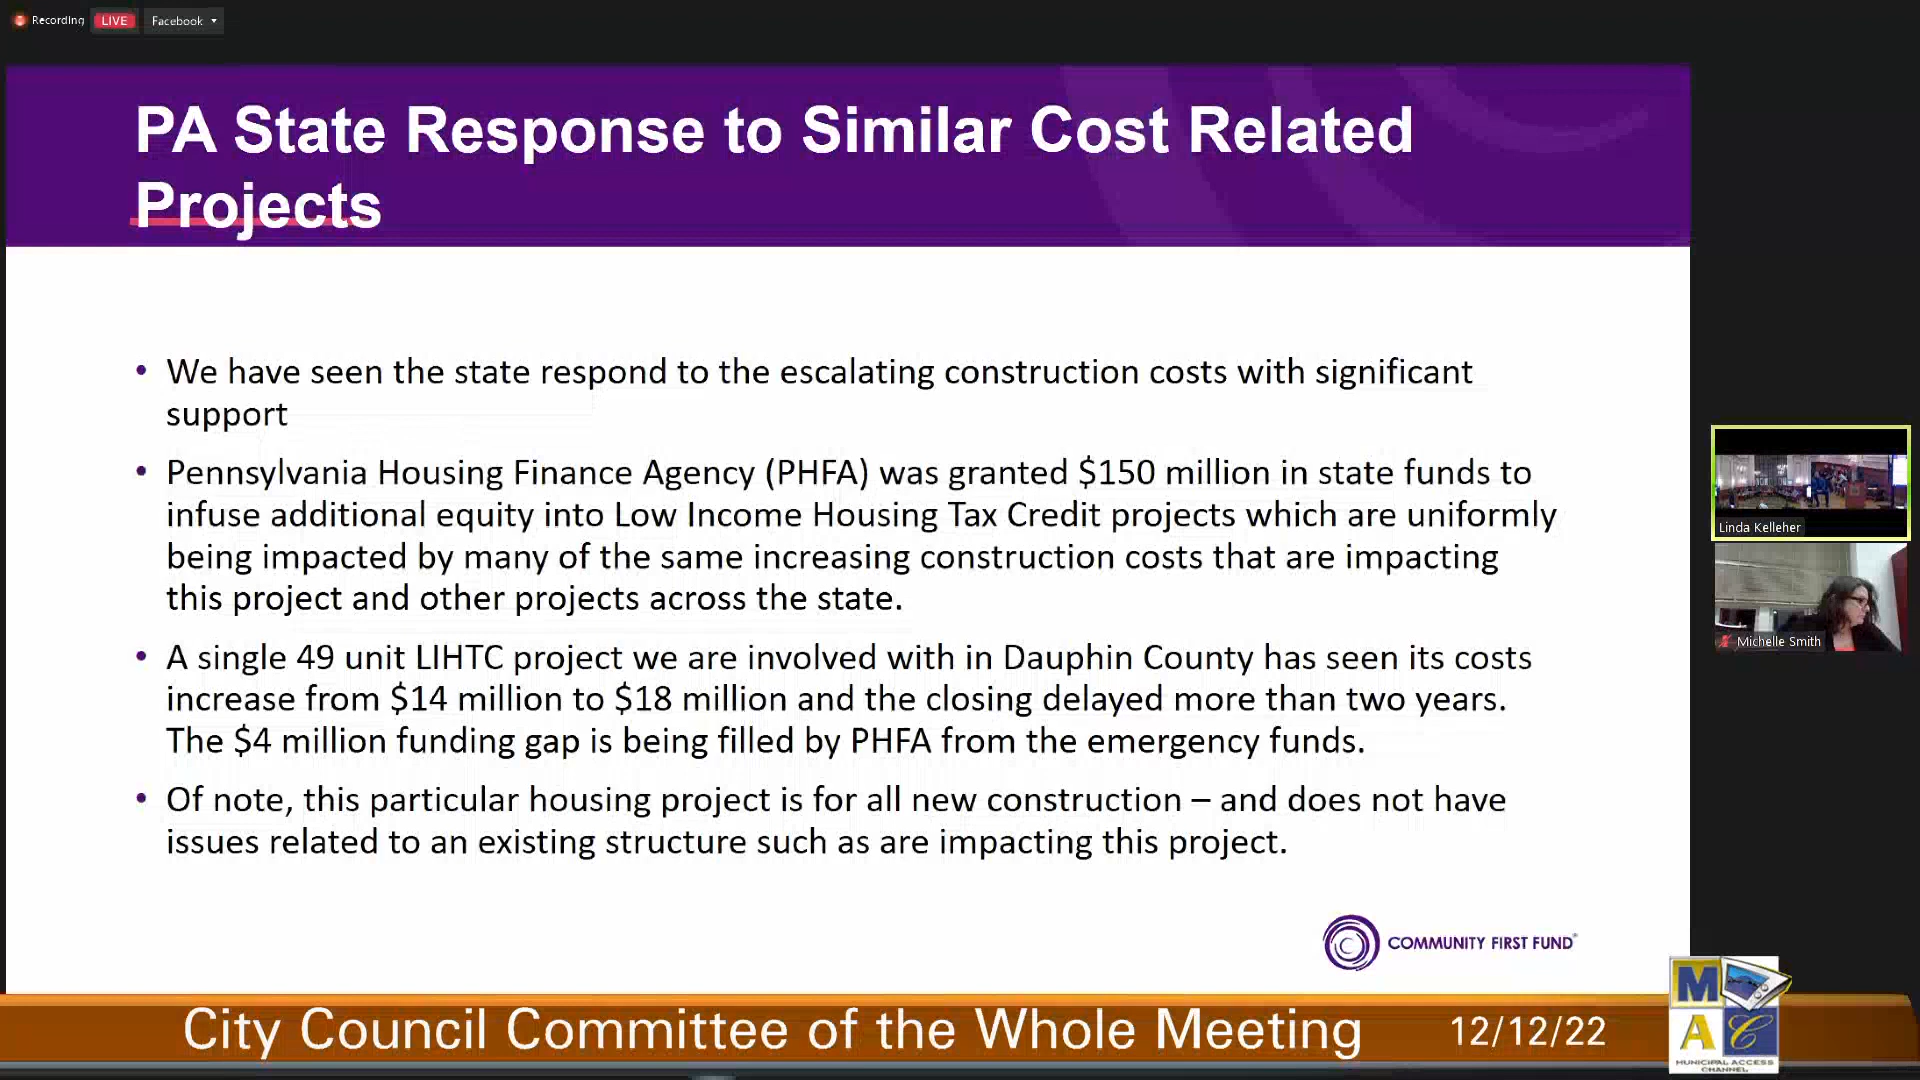 Recording LIVE Facebook
PA State Response to Similar Cost Related
Projects
• We have seen the state respond to the escalating construction costs with significant
support
• Pennsylvania Housing Finance Agency (PHFA) was granted $150 million in state funds to
infuse additional equity into Low Income Housing Tax Credit projects which are uniformly
being impacted by many of the same increasing construction costs that are impacting
this project and other projects across the state.
• A single 49 unit LIHTC project we are involved with in Dauphin County has seen its costs
increase from $14 million to $18 million and the closing delayed more than two years.
The $4 million funding gap is being filled by PHFA from the emergency funds.
• Of note, this particular housing project is for all new construction – and does not have
issues related to an existing structure such as are impacting this project.
COMMUNITY FIRST FUND®
Linda Kelleher
Michelle Smith
City Council Committee of the Whole Meeting 12/12/22
M
A C
MUNICIPAL ACCESS
CHANNEL